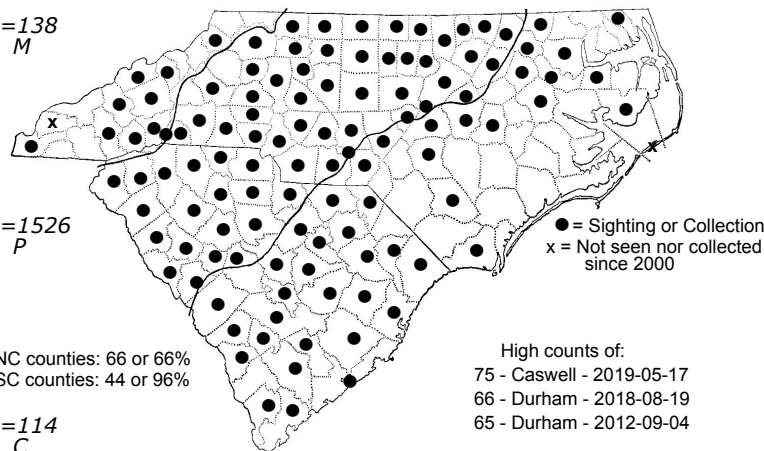 =138
M
=1526
P
● = Sighting or Collection
x = Not seen nor collected
since 2000
NC counties: 66 or 66%
SC counties: 44 or 96%
High counts of:
75 - Caswell - 2019-05-17
66 - Durham - 2018-08-19
65 - Durham - 2012-09-04
=114
C